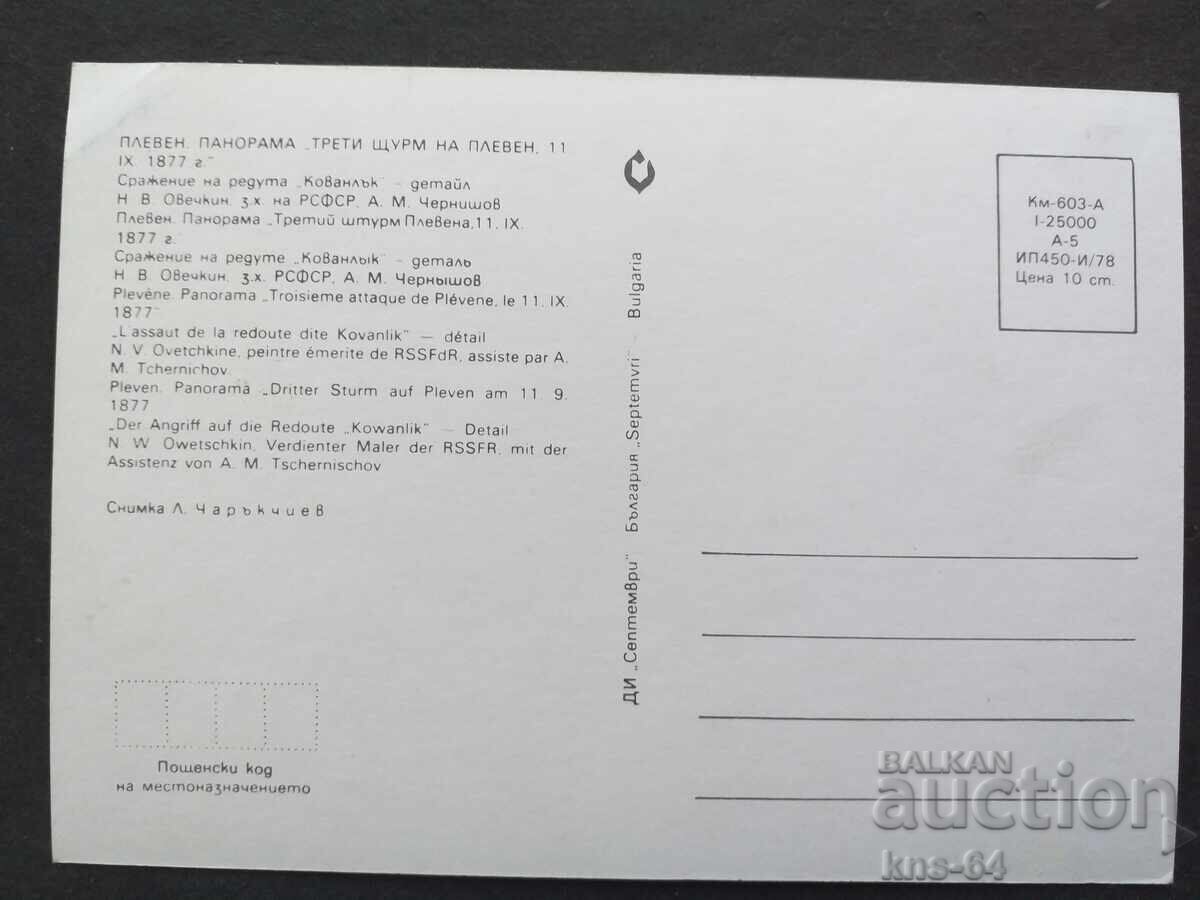 ПЛЕВЕН. ПАНОРАМА „ТРЕТИ ЩУРМ НА ПЛЕВЕН, 11
IX. 1877 г."
Сражение на редута „Кованлък" – детайл
Н. В. Овечкин, з.х. на РСФСР, А. М. Чернишов
Плевен. Панорама „Третий штурм Плевена,11. IX.
1877 г."
Сражение на редуте „Кованлык" – деталь
Н. В. Овечкин, з.х. РСФСР, А. М. Чернышов
Plevène. Panorama „Troisieme attaque de Plévene, le 11. IX.
1877"
„L'assaut de la redoute dite Kovanlik" – détail
N. V. Ovetchkine, peintre émerite de RSSFdR, assiste par A.
M. Tchernichov.
Pleven. Panorama „Dritter Sturm auf Pleven am 11. 9.
1877
„Der Angriff auf die Redoute „Kowanlik" – Detail
N. W. Owetschkin, Verdienter Maler der RSSFR, mit der
Assistenz von A. M. Tschernischov
Снимка Л. Чаръкчиев
Пощенски код
на местоназначението
ДИ „Септември" България „Septemvri" – Bulgaria
Км-603-А
I-25000
А-5
ИП450-И/78
Цена 10 ст.
BALKAN
auction
kns-64